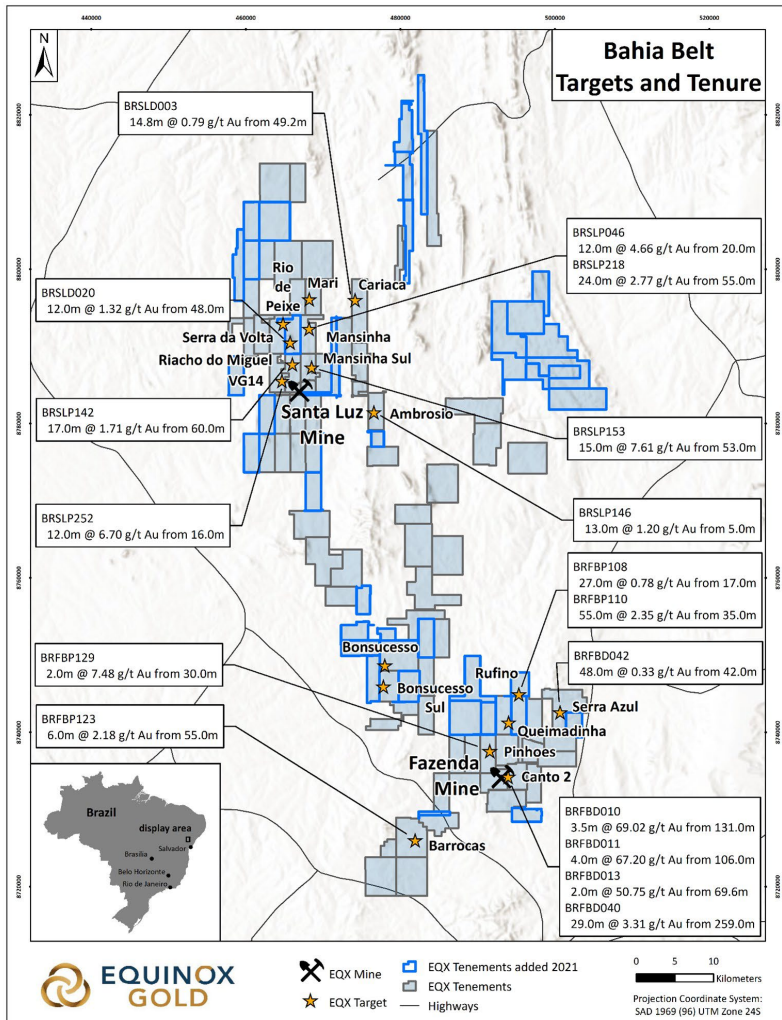 440000
460000
480000
500000
520000
N
Bahia Belt
Targets and Tenure
8820000
8820000
BRSLD003
14.8m @ 0.79 g/t Au from 49.2m
BRSLP046
12.0m @ 4.66 g/t Au from 20.0m
BRSLP218
24.0m @ 2.77 g/t Au from 55.0m
8800000
8800000
Rio
de
Peixe
Mari
Cariaca
BRSLD020
12.0m @ 1.32 g/t Au from 48.0m
Serra da Volta
Mansinha
Riacho do Miguel
Mansinha Sul
VG14
Santa Luz
Mine
Ambrosio
BRSLP142
17.0m @ 1.71 g/t Au from 60.0m
BRSLP153
15.0m @ 7.61 g/t Au from 53.0m
8780000
8780000
BRSLP252
12.0m @ 6.70 g/t Au from 16.0m
BRSLP146
13.0m @ 1.20 g/t Au from 5.0m
8760000
8760000
BRFBP108
27.0m @ 0.78 g/t Au from 17.0m
BRFBP110
55.0m @ 2.35 g/t Au from 35.0m
BRFBP129
2.0m @ 7.48 g/t Au from 30.0m
Bonsucesso
Bonsucesso
Sul
Rufino
BRFBD042
48.0m @ 0.33 g/t Au from 42.0m
Serra Azul
BRFBP123
6.0m @ 2.18 g/t Au from 55.0m
Queimadinha
8740000
8740000
Pinhoes
Fazenda
Mine
Canto 2
Barrocas
BRFBD010
3.5m @ 69.02 g/t Au from 131.0m
BRFBD011
4.0m @ 67.20 g/t Au from 106.0m
BRFBD013
2.0m @ 50.75 g/t Au from 69.6m
BRFBD040
29.0m @ 3.31 g/t Au from 259.0m
8720000
8720000
Brazil
display area
Salvador
Brasilia
Belo Horizonte
Rio de Janeiro
EQUINOX
GOLD
EQX Mine
EQX Target
EQX Tenements added 2021
EQX Tenements
Highways
0 5 10
Kilometers
Projection Coordinate System:
SAD 1969 (96) UTM Zone 24S